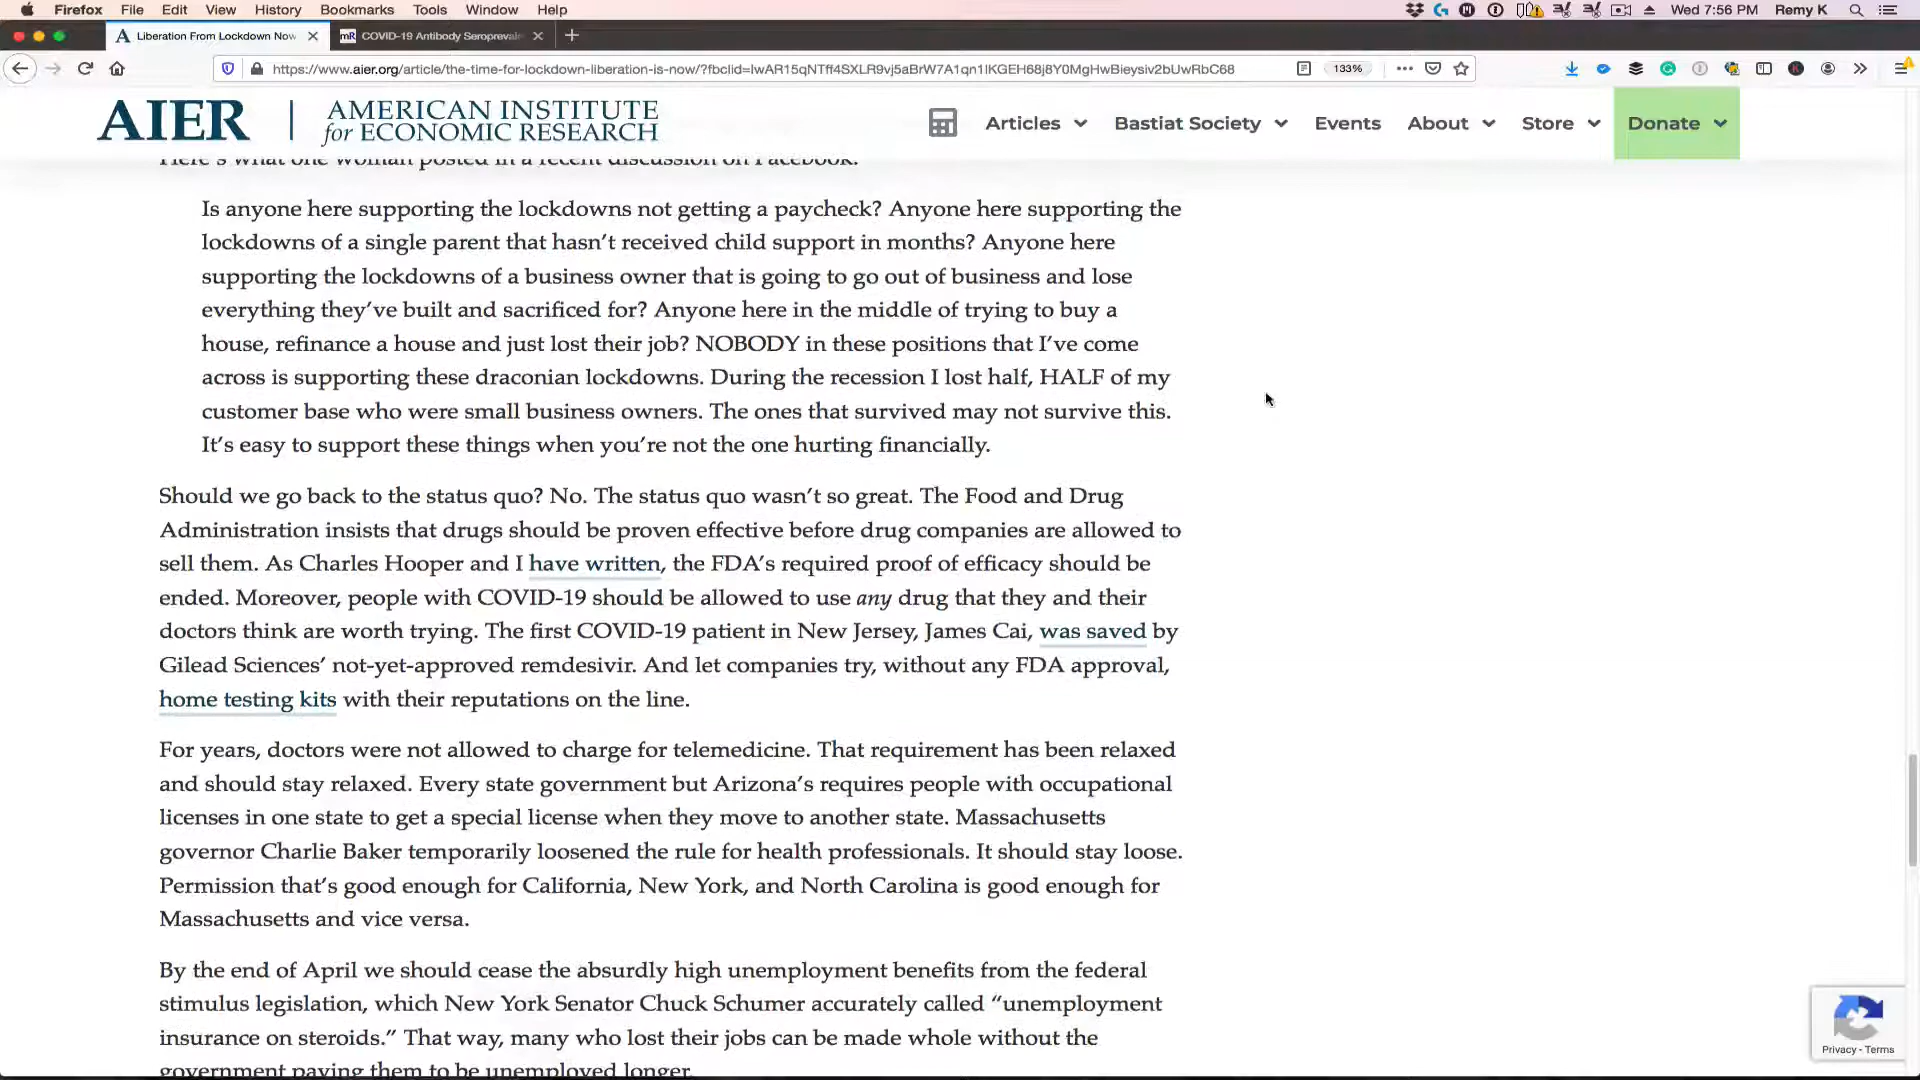 Firefox File Edit View History Bookmarks Tools Window Help Wed 7:56 PM Remy K
Liberation From Lockdown Now COVID-19 Antibody Seropreval
https://www.aier.org/article/the-time-for-lockdown-liberation-is-now/?fbclid=IwAR15qNTff4SXLR9vj5aBrW7A1qn1IKGEH68j8Y0MgHwBieysiv2bUwRbC68 133%
AIER | AMERICAN INSTITUTE
for ECONOMIC RESEARCH
Articles Bastiat Society Events About Store Donate
Here's what one woman posted in a recent discussion on Facebook.
Is anyone here supporting the lockdowns not getting a paycheck? Anyone here supporting the
lockdowns of a single parent that hasn't received child support in months? Anyone here
supporting the lockdowns of a business owner that is going to go out of business and lose
everything they've built and sacrificed for? Anyone here in the middle of trying to buy a
house, refinance a house and just lost their job? NOBODY in these positions that I've come
across is supporting these draconian lockdowns. During the recession I lost half, HALF of my
customer base who were small business owners. The ones that survived may not survive this.
It's easy to support these things when you're not the one hurting financially.
Should we go back to the status quo? No. The status quo wasn't so great. The Food and Drug
Administration insists that drugs should be proven effective before drug companies are allowed to
sell them. As Charles Hooper and I have written, the FDA's required proof of efficacy should be
ended. Moreover, people with COVID-19 should be allowed to use any drug that they and their
doctors think are worth trying. The first COVID-19 patient in New Jersey, James Cai, was saved by
Gilead Sciences' not-yet-approved remdesivir. And let companies try, without any FDA approval,
home testing kits with their reputations on the line.
For years, doctors were not allowed to charge for telemedicine. That requirement has been relaxed
and should stay relaxed. Every state government but Arizona's requires people with occupational
licenses in one state to get a special license when they move to another state. Massachusetts
governor Charlie Baker temporarily loosened the rule for health professionals. It should stay loose.
Permission that's good enough for California, New York, and North Carolina is good enough for
Massachusetts and vice versa.
By the end of April we should cease the absurdly high unemployment benefits from the federal
stimulus legislation, which New York Senator Chuck Schumer accurately called "unemployment
insurance on steroids." That way, many who lost their jobs can be made whole without the
government paying them to be unemployed longer.
Privacy - Terms